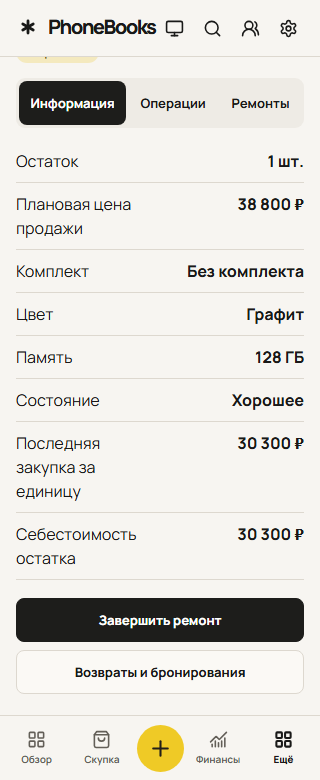 PhoneBooks
Информация Операции Ремонты
Остаток 1 шт.
Плановая цена 38 800 ₽
продажи
Комплект Без комплекта
Цвет Графит
Память 128 ГБ
Состояние Хорошее
Последняя 30 300 ₽
закупка за
единицу
Себестоимость 30 300 ₽
остатка
Завершить ремонт
Возвраты и бронирования
Обзор Скупка Финансы Ещё